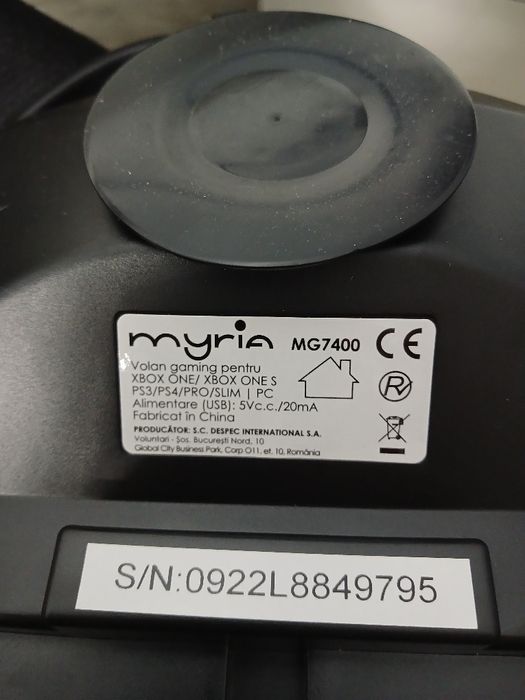 myria MG7400 CE
Volan gaming pentru
XBOX ONE/ XBOX ONE S
PS3/PS4/PRO/SLIM | PC
Alimentare (USB): 5Vc.c./20mA
Fabricat în China
PRODUCĂTOR: S.C. DESPEC INTERNATIONAL S.A.
Voluntari - Șos. București Nord, 10
Global City Business Park, Corp O11, et. 10, România
S/N:0922L8849795